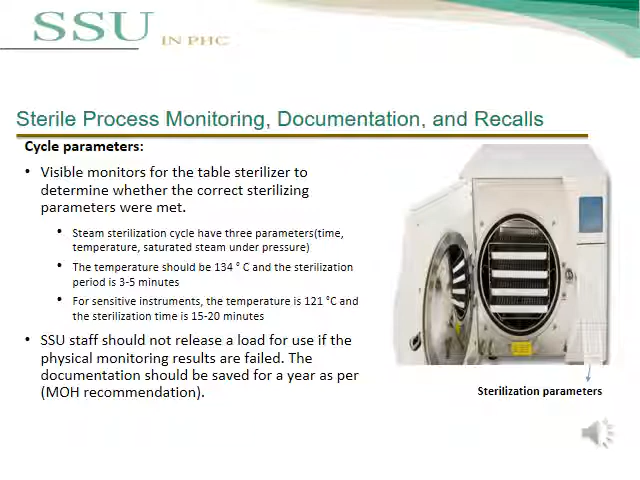 SSU IN PHC
Sterile Process Monitoring, Documentation, and Recalls
Cycle parameters:
• Visible monitors for the table sterilizer to
determine whether the correct sterilizing
parameters were met.
• Steam sterilization cycle have three parameters(time,
temperature, saturated steam under pressure)
• The temperature should be 134 ° C and the sterilization
period is 3-5 minutes
• For sensitive instruments, the temperature is 121 °C and
the sterilization time is 15-20 minutes
• SSU staff should not release a load for use if the
physical monitoring results are failed. The
documentation should be saved for a year as per
(MOH recommendation).
Sterilization parameters